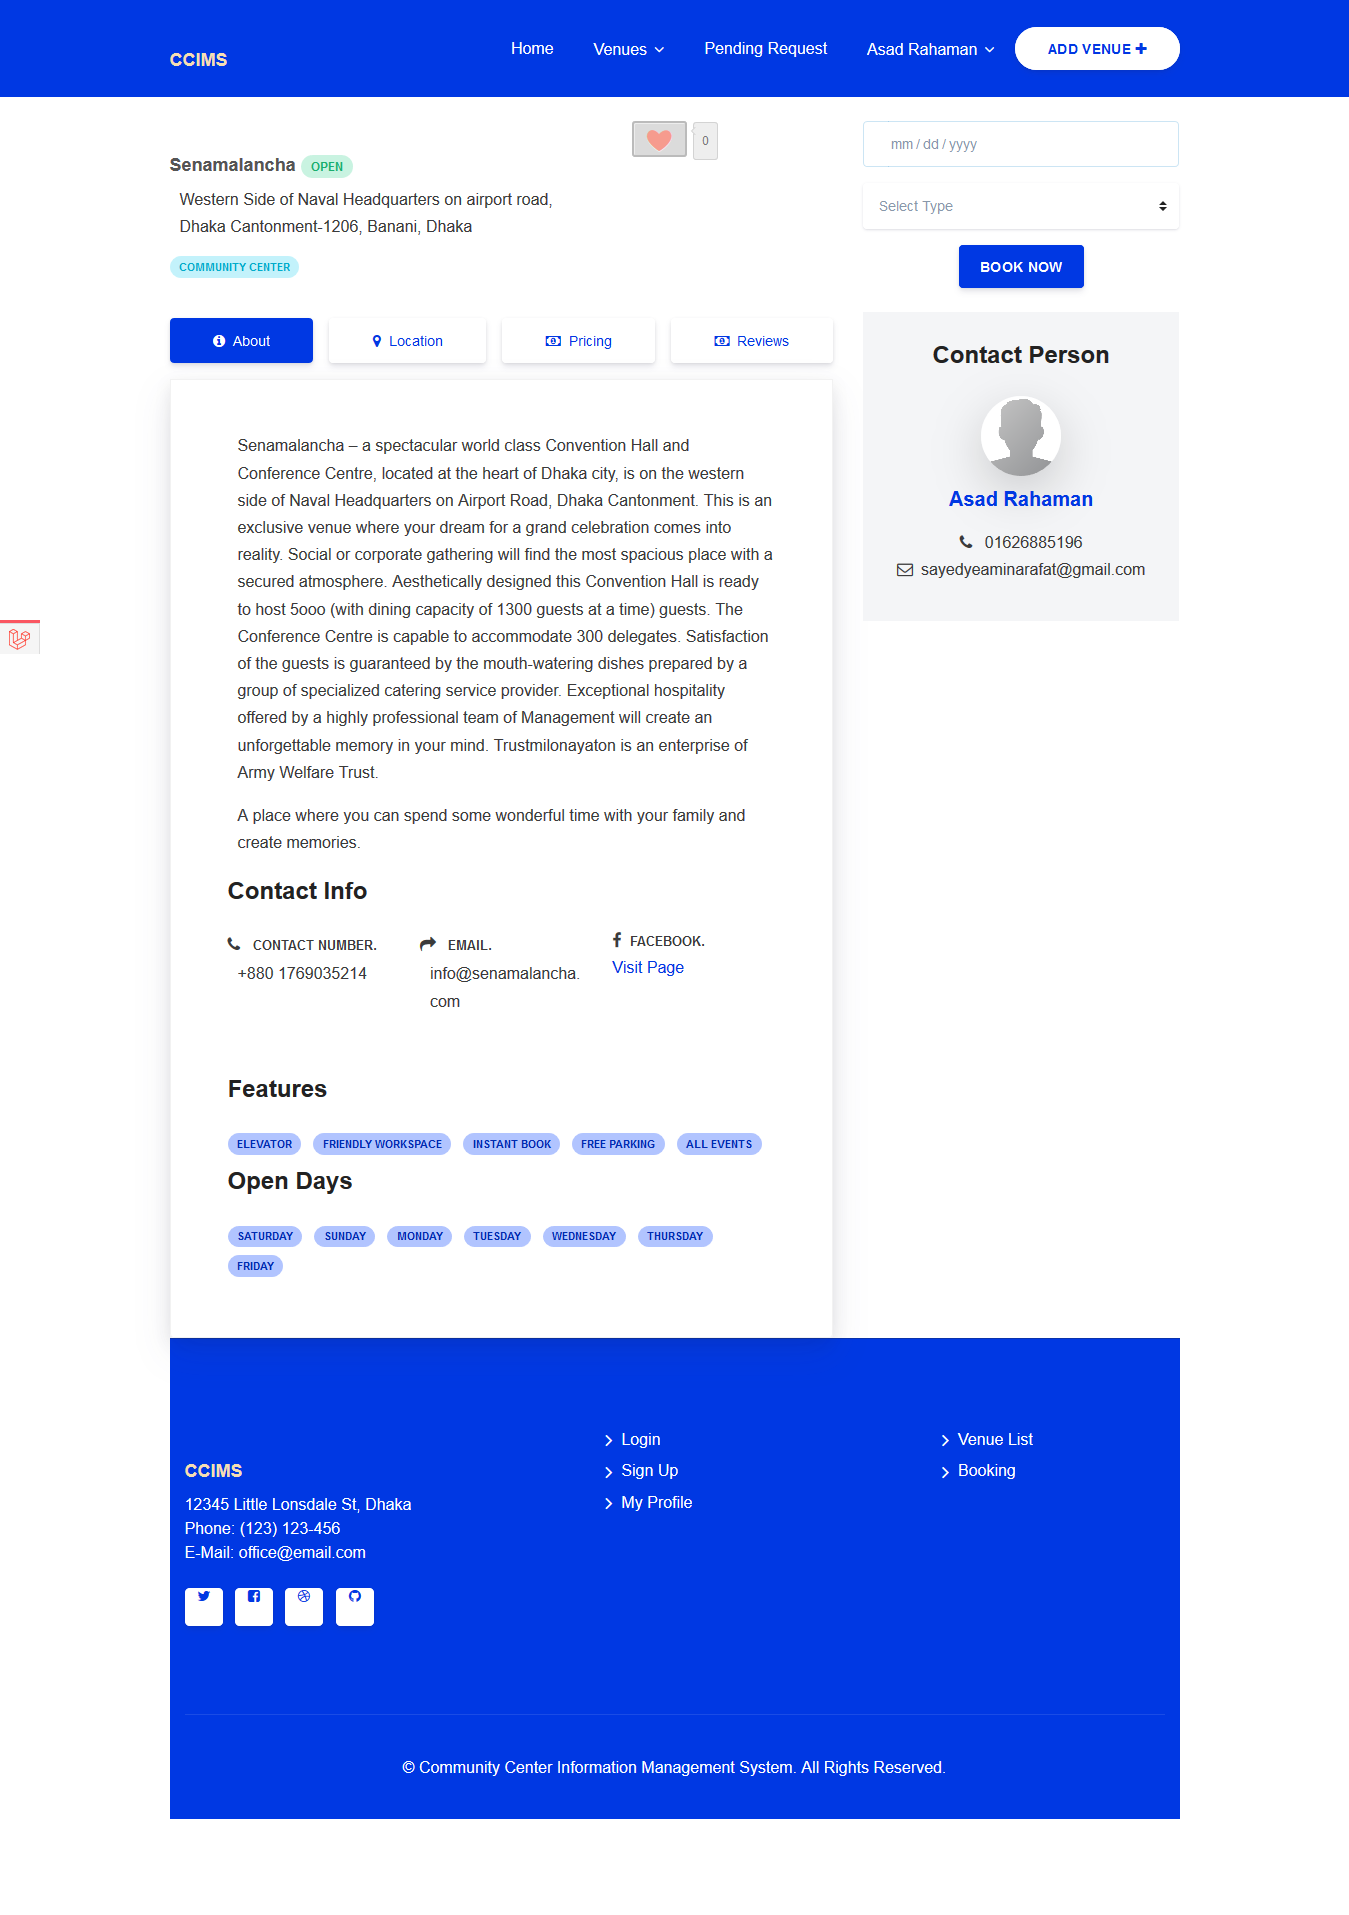 CCIMS
Home
Venues
Pending Request
Asad Rahaman
ADD VENUE
Senamalancha OPEN
0
Western Side of Naval Headquarters on airport road,
Dhaka Cantonment-1206, Banani, Dhaka
COMMUNITY CENTER
mm / dd / yyyy
Select Type
BOOK NOW
About
Location
Pricing
Reviews
Contact Person
Asad Rahaman
01626885196
sayedyeaminarafat@gmail.com
Senamalancha – a spectacular world class Convention Hall and
Conference Centre, located at the heart of Dhaka city, is on the western
side of Naval Headquarters on Airport Road, Dhaka Cantonment. This is an
exclusive venue where your dream for a grand celebration comes into
reality. Social or corporate gathering will find the most spacious place with a
secured atmosphere. Aesthetically designed this Convention Hall is ready
to host 5ooo (with dining capacity of 1300 guests at a time) guests. The
Conference Centre is capable to accommodate 300 delegates. Satisfaction
of the guests is guaranteed by the mouth-watering dishes prepared by a
group of specialized catering service provider. Exceptional hospitality
offered by a highly professional team of Management will create an
unforgettable memory in your mind. Trustmilonayaton is an enterprise of
Army Welfare Trust.
A place where you can spend some wonderful time with your family and
create memories.
Contact Info
CONTACT NUMBER.
+880 1769035214
EMAIL.
info@senamalancha.
com
FACEBOOK.
Visit Page
Features
ELEVATOR
FRIENDLY WORKSPACE
INSTANT BOOK
FREE PARKING
ALL EVENTS
Open Days
SATURDAY
SUNDAY
MONDAY
TUESDAY
WEDNESDAY
THURSDAY
FRIDAY
CCIMS
12345 Little Lonsdale St, Dhaka
Phone: (123) 123-456
E-Mail: office@email.com
Login
Sign Up
My Profile
Venue List
Booking
© Community Center Information Management System. All Rights Reserved.